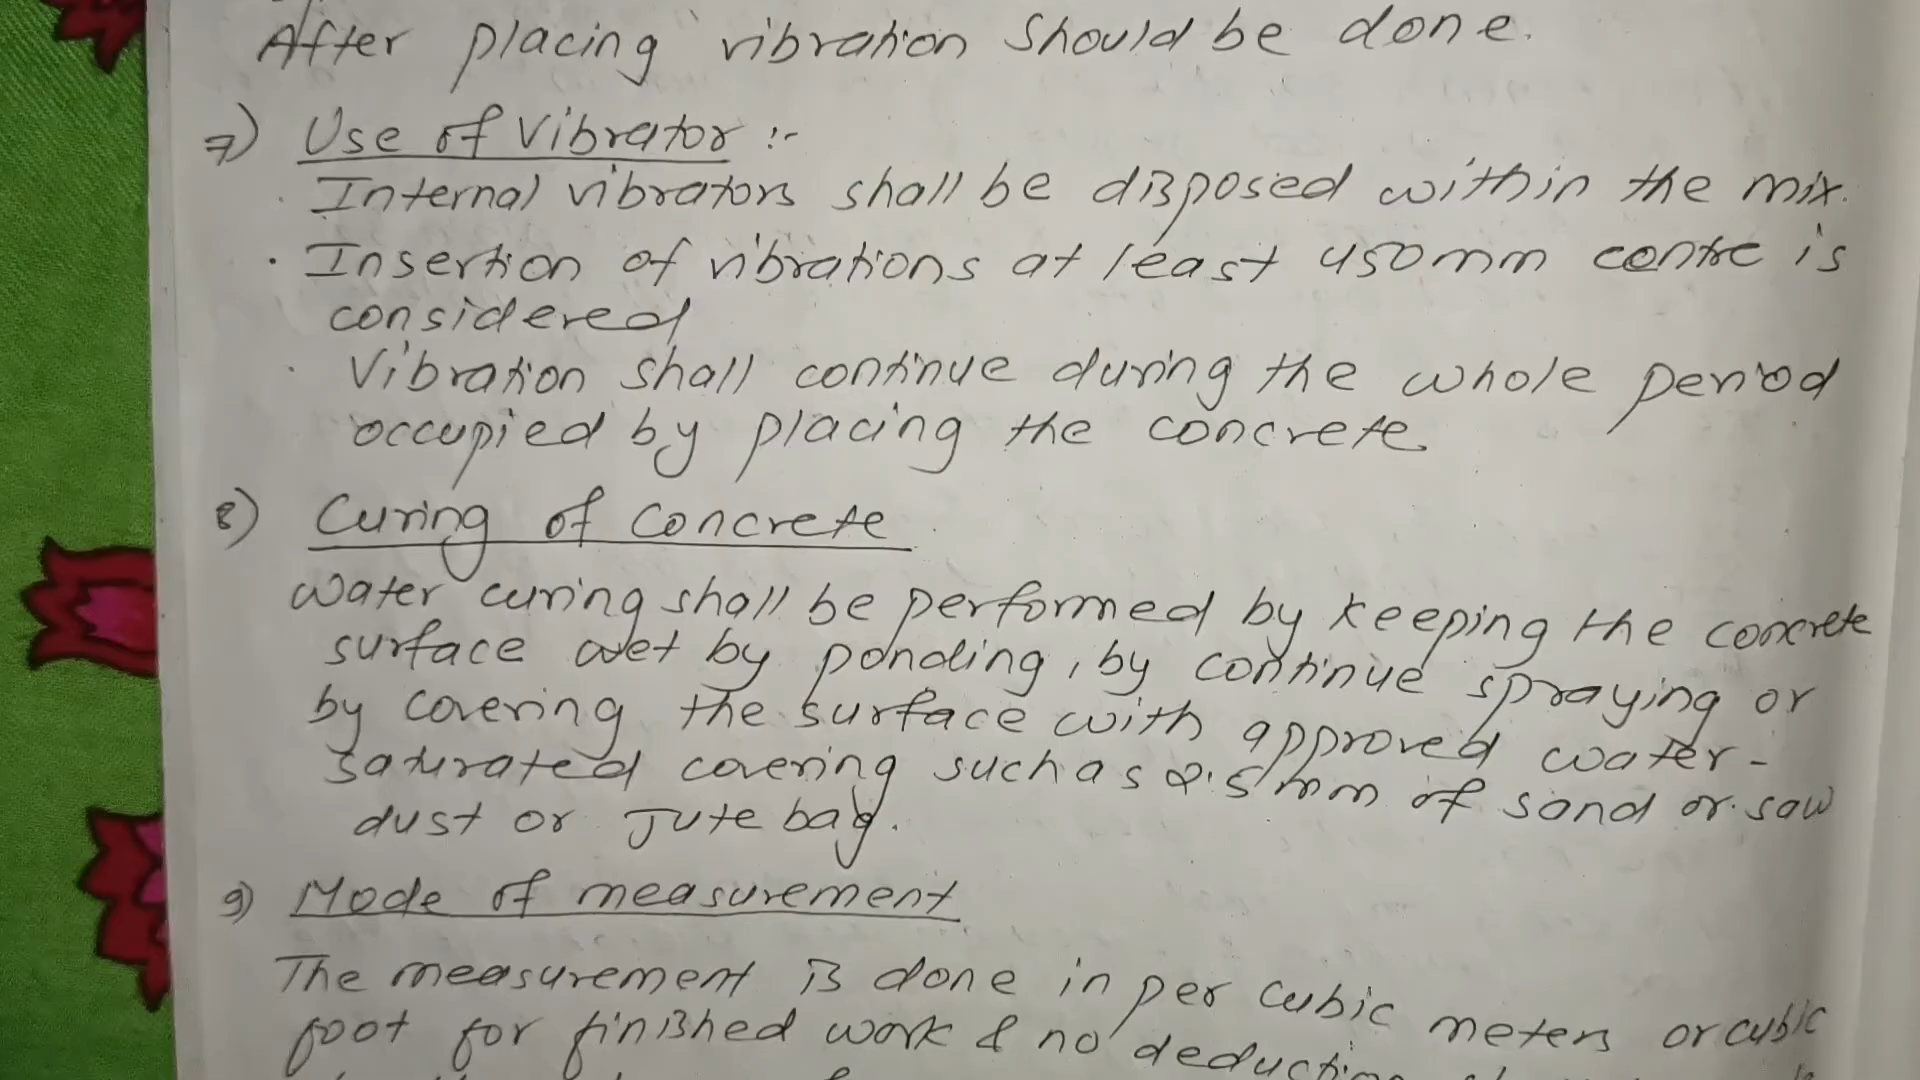 After placing vibration should be done.
7) Use of Vibrator :-
Internal vibrators shall be disposed within the mix.
· Insertion of vibrations at least 450mm centre is
considered
· Vibration shall continue during the whole period
occupied by placing the concrete
8) Curing of Concrete
Water curing shall be performed by keeping the concrete
surface wet by ponding, by continue spraying or
by covering the surface with approved water-
saturated covering such as 2.5mm of sand or saw
dust or Jute bag.
9) Mode of measurement
The measurement is done in per cubic meters or cubic
foot for finished work & no deduction